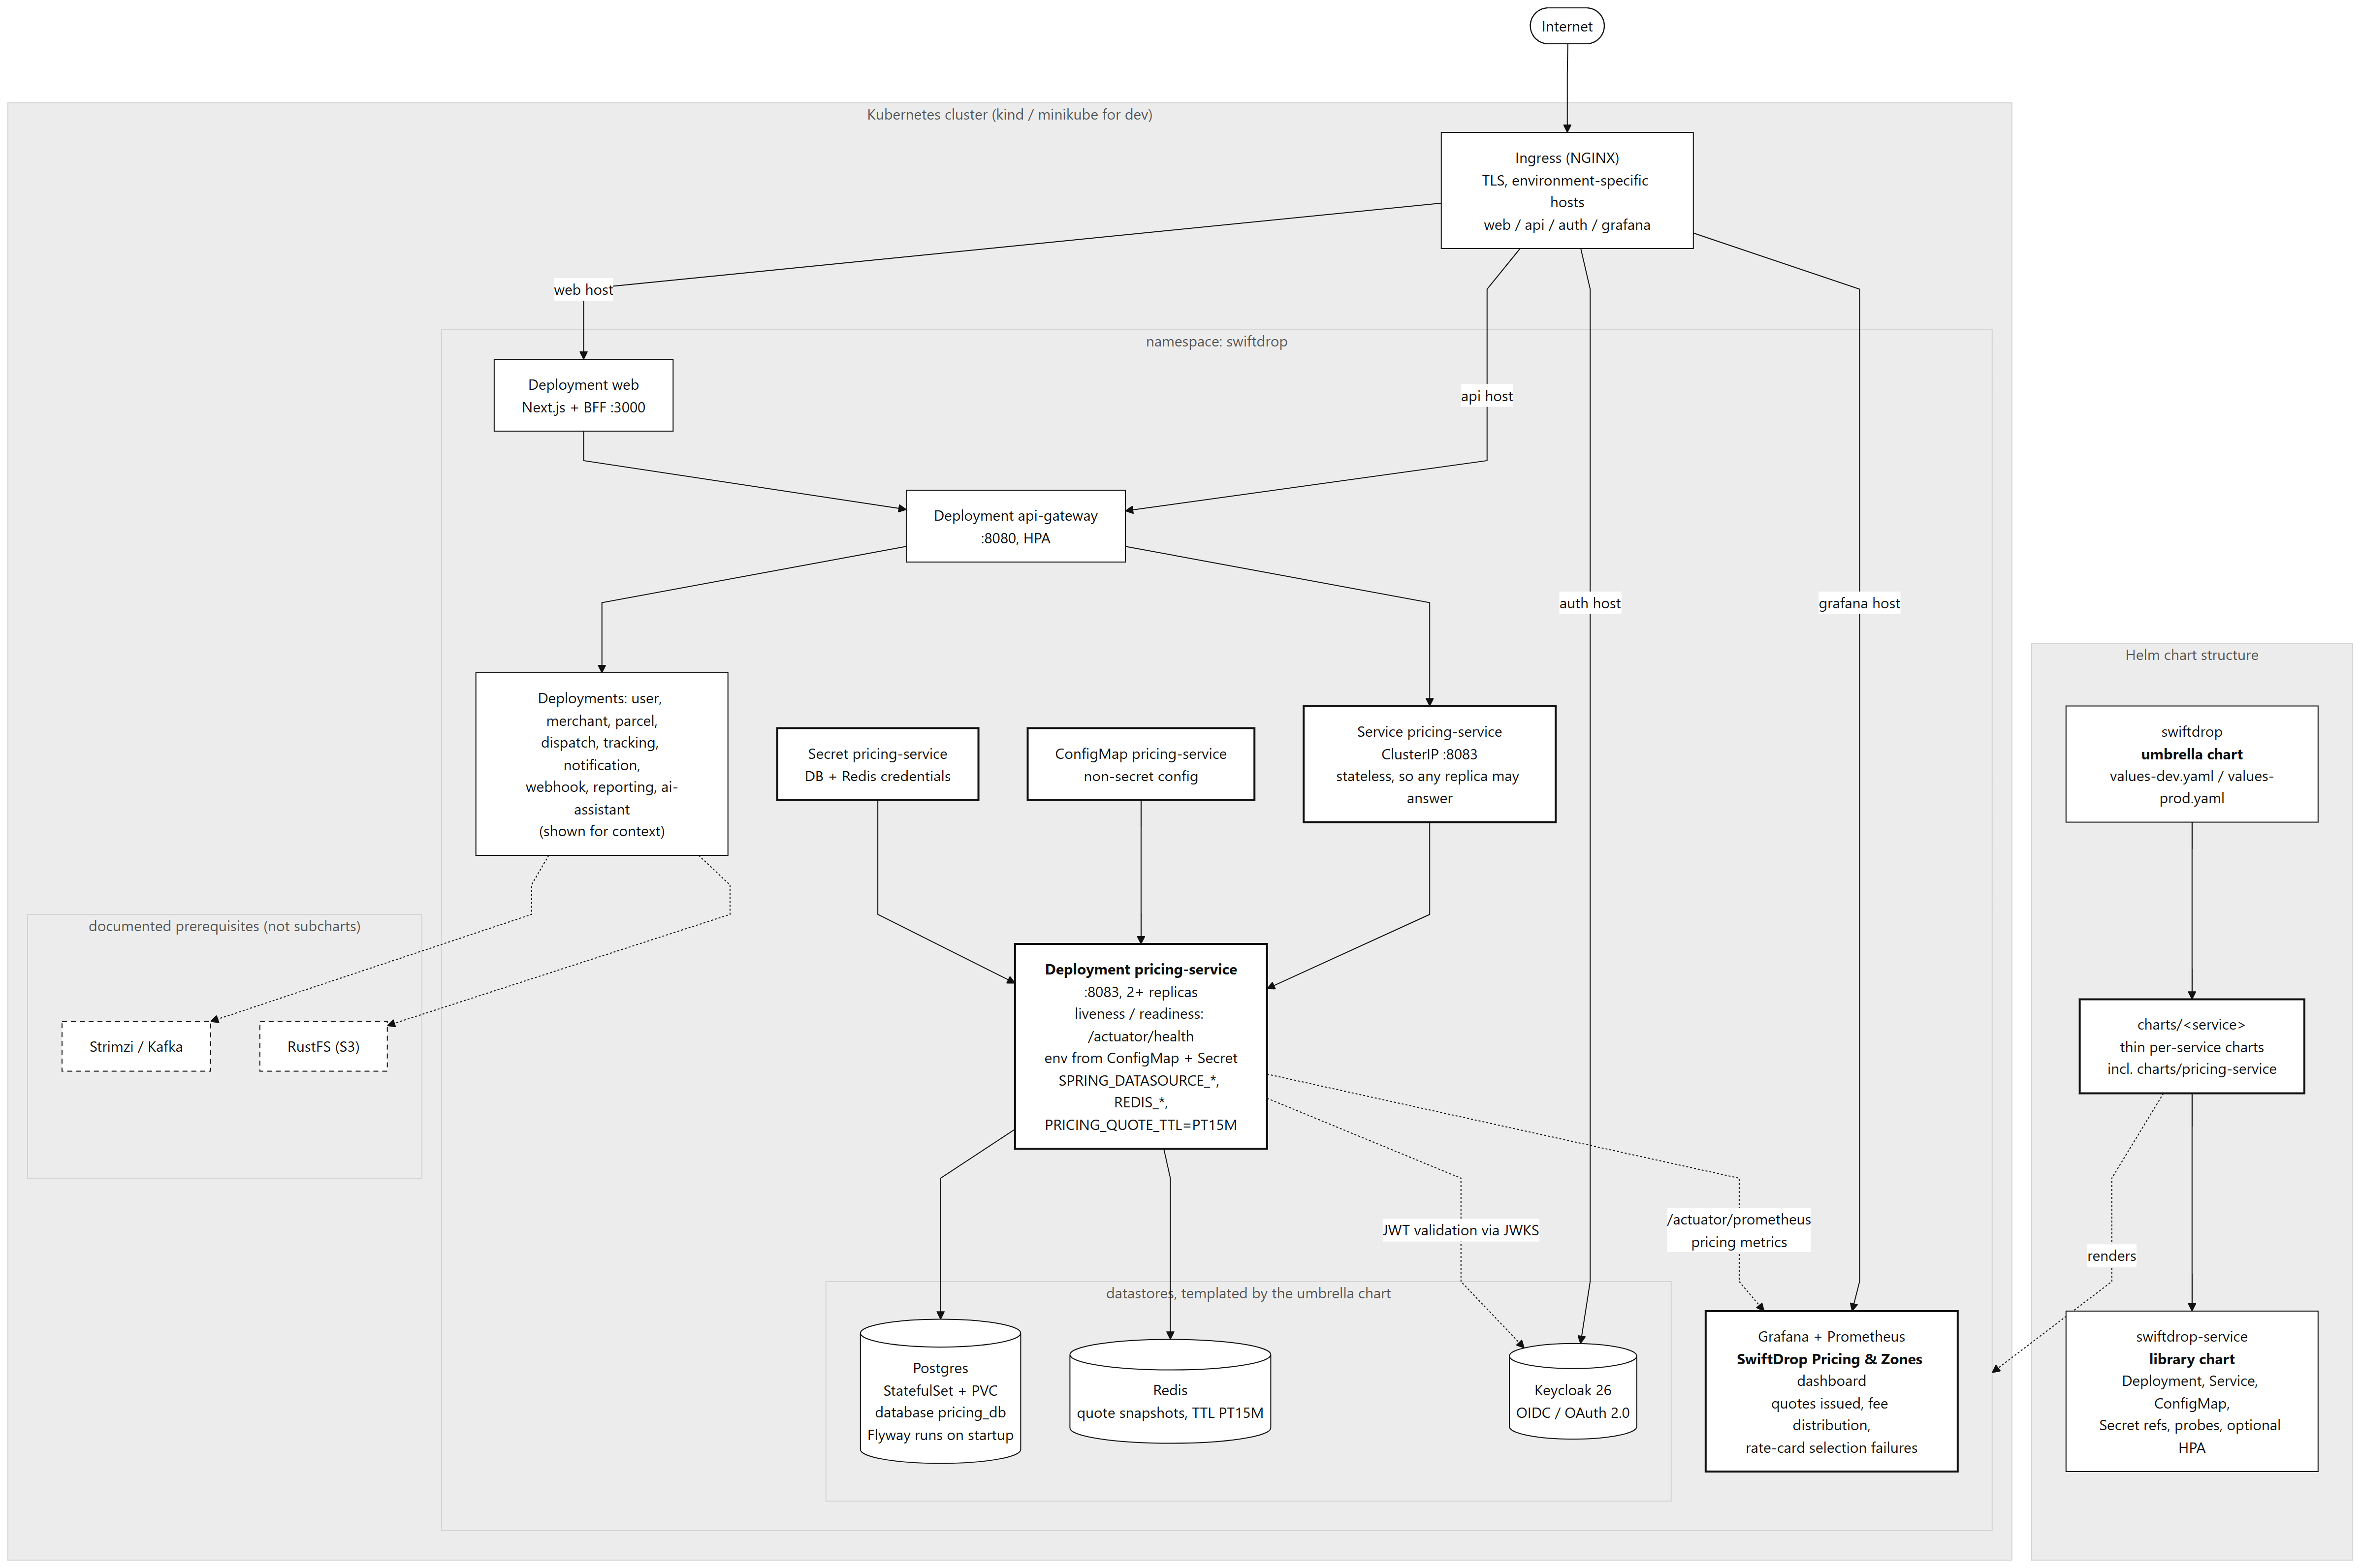 Internet
Kubernetes cluster (kind / minikube for dev)
Ingress (NGINX)
TLS, environment-specific
hosts
web / api / auth / grafana
web host
namespace: swiftdrop
Deployment web
Next.js + BFF :3000
api host
Deployment api-gateway
:8080, HPA
auth host
grafana host
Helm chart structure
Deployments: user,
merchant, parcel,
dispatch, tracking,
notification,
webhook, reporting, ai-
assistant
(shown for context)
Secret pricing-service
DB + Redis credentials
ConfigMap pricing-service
non-secret config
Service pricing-service
ClusterIP :8083
stateless, so any replica may
answer
swiftdrop
umbrella chart
values-dev.yaml / values-
prod.yaml
documented prerequisites (not subcharts)
Strimzi / Kafka
RustFS (S3)
Deployment pricing-service
:8083, 2+ replicas
liveness / readiness:
/actuator/health
env from ConfigMap + Secret
SPRING_DATASOURCE_*,
REDIS_*,
PRICING_QUOTE_TTL=PT15M
charts/<service>
thin per-service charts
incl. charts/pricing-service
JWT validation via JWKS
/actuator/prometheus
pricing metrics
renders
datastores, templated by the umbrella chart
Postgres
StatefulSet + PVC
database pricing_db
Flyway runs on startup
Redis
quote snapshots, TTL PT15M
Keycloak 26
OIDC / OAuth 2.0
Grafana + Prometheus
SwiftDrop Pricing & Zones
dashboard
quotes issued, fee
distribution,
rate-card selection failures
swiftdrop-service
library chart
Deployment, Service,
ConfigMap,
Secret refs, probes, optional
HPA